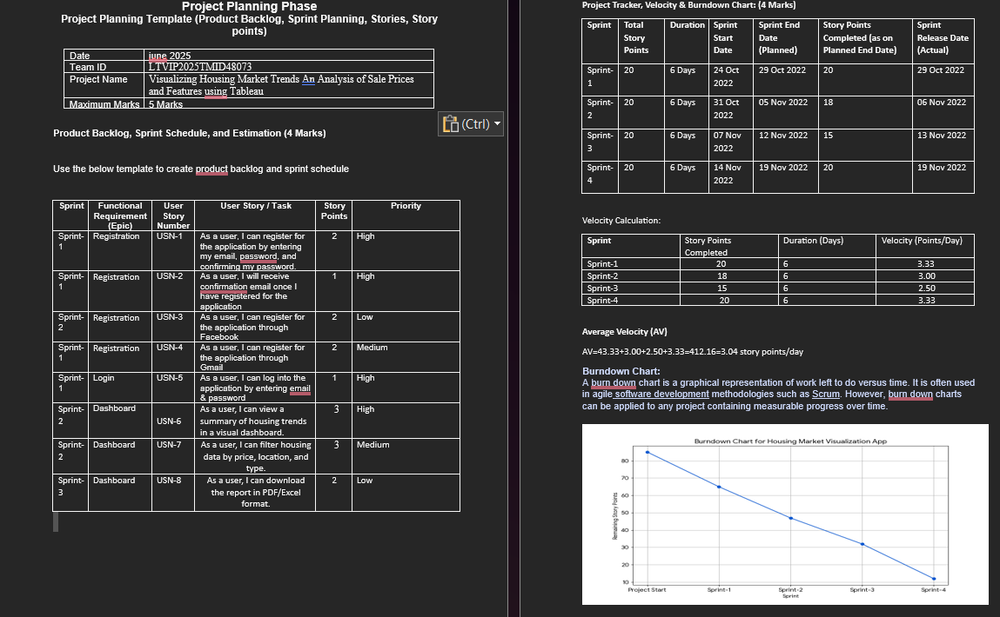 Project Planning Phase
Project Planning Template (Product Backlog, Sprint Planning, Stories, Story
points)
Date june 2025
Team ID LTVIP2025TMID48073
Project Name Visualizing Housing Market Trends An Analysis of Sale Prices
and Features using Tableau
Maximum Marks 5 Marks
(Ctrl)
Product Backlog, Sprint Schedule, and Estimation (4 Marks)
Use the below template to create product backlog and sprint schedule
Sprint Functional User User Story / Task Story Priority
Requirement Story Points
(Epic) Number
Sprint- Registration USN-1 As a user, I can register for 2 High
1 the application by entering
my email, password, and
confirming my password.
Sprint- Registration USN-2 As a user, I will receive 1 High
1 confirmation email once I
have registered for the
application
Sprint- Registration USN-3 As a user, I can register for 2 Low
2 the application through
Facebook
Sprint- Registration USN-4 As a user, I can register for 2 Medium
1 the application through
Gmail
Sprint- Login USN-5 As a user, I can log into the 1 High
1 application by entering email
& password
Sprint- Dashboard As a user, I can view a 3 High
2 USN-6 summary of housing trends
in a visual dashboard.
Sprint- Dashboard USN-7 As a user, I can filter housing 3 Medium
2 data by price, location, and
type.
Sprint- Dashboard USN-8 As a user, I can download 2 Low
3 the report in PDF/Excel
format.
Project Tracker, Velocity & Burndown Chart: (4 Marks)
Sprint Total Duration Sprint Sprint End Story Points Sprint
Story Start Date Completed (as on Release Date
Points Date (Planned) Planned End Date) (Actual)
Sprint- 20 6 Days 24 Oct 29 Oct 2022 20 29 Oct 2022
1 2022
Sprint- 20 6 Days 31 Oct 05 Nov 2022 18 06 Nov 2022
2 2022
Sprint- 20 6 Days 07 Nov 12 Nov 2022 15 13 Nov 2022
3 2022
Sprint- 20 6 Days 14 Nov 19 Nov 2022 20 19 Nov 2022
4 2022
Velocity Calculation:
Sprint Story Points Duration (Days) Velocity (Points/Day)
Completed
Sprint-1 20 6 3.33
Sprint-2 18 6 3.00
Sprint-3 15 6 2.50
Sprint-4 20 6 3.33
Average Velocity (AV)
AV=43.33+3.00+2.50+3.33=412.16=3.04 story points/day
Burndown Chart:
A burn down chart is a graphical representation of work left to do versus time. It is often used
in agile software development methodologies such as Scrum. However, burn down charts
can be applied to any project containing measurable progress over time.
Burndown Chart for Housing Market Visualization App
Remaining Story Points
80
70
60
50
40
30
20
10
Project Start Sprint-1 Sprint-2 Sprint-3 Sprint-4
Sprint